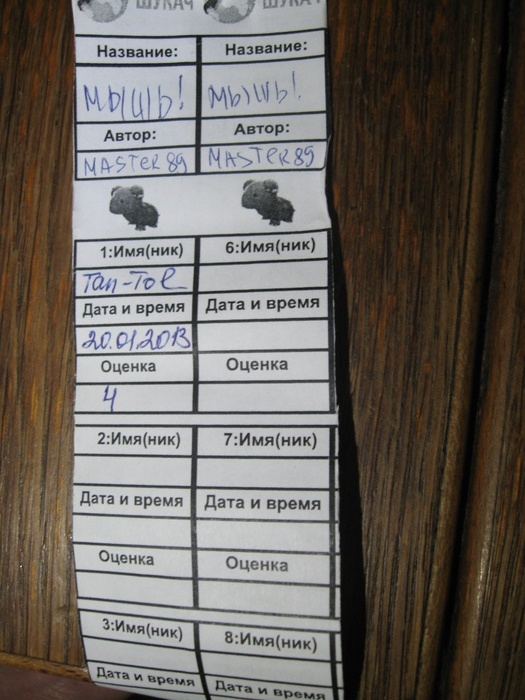 ШУКАЧ ШУКАЧ
Название: Название:
МЫШЬ! МЫШЬ!
Автор: Автор:
MASTER89 MASTER89
1:Имя(ник) 6:Имя(ник)
Tan-Tol
Дата и время Дата и время
20.01.2013
Оценка Оценка
4
2:Имя(ник) 7:Имя(ник)
Дата и время Дата и время
Оценка Оценка
3:Имя(ник) 8:Имя(ник)
Дата и время Дата и время